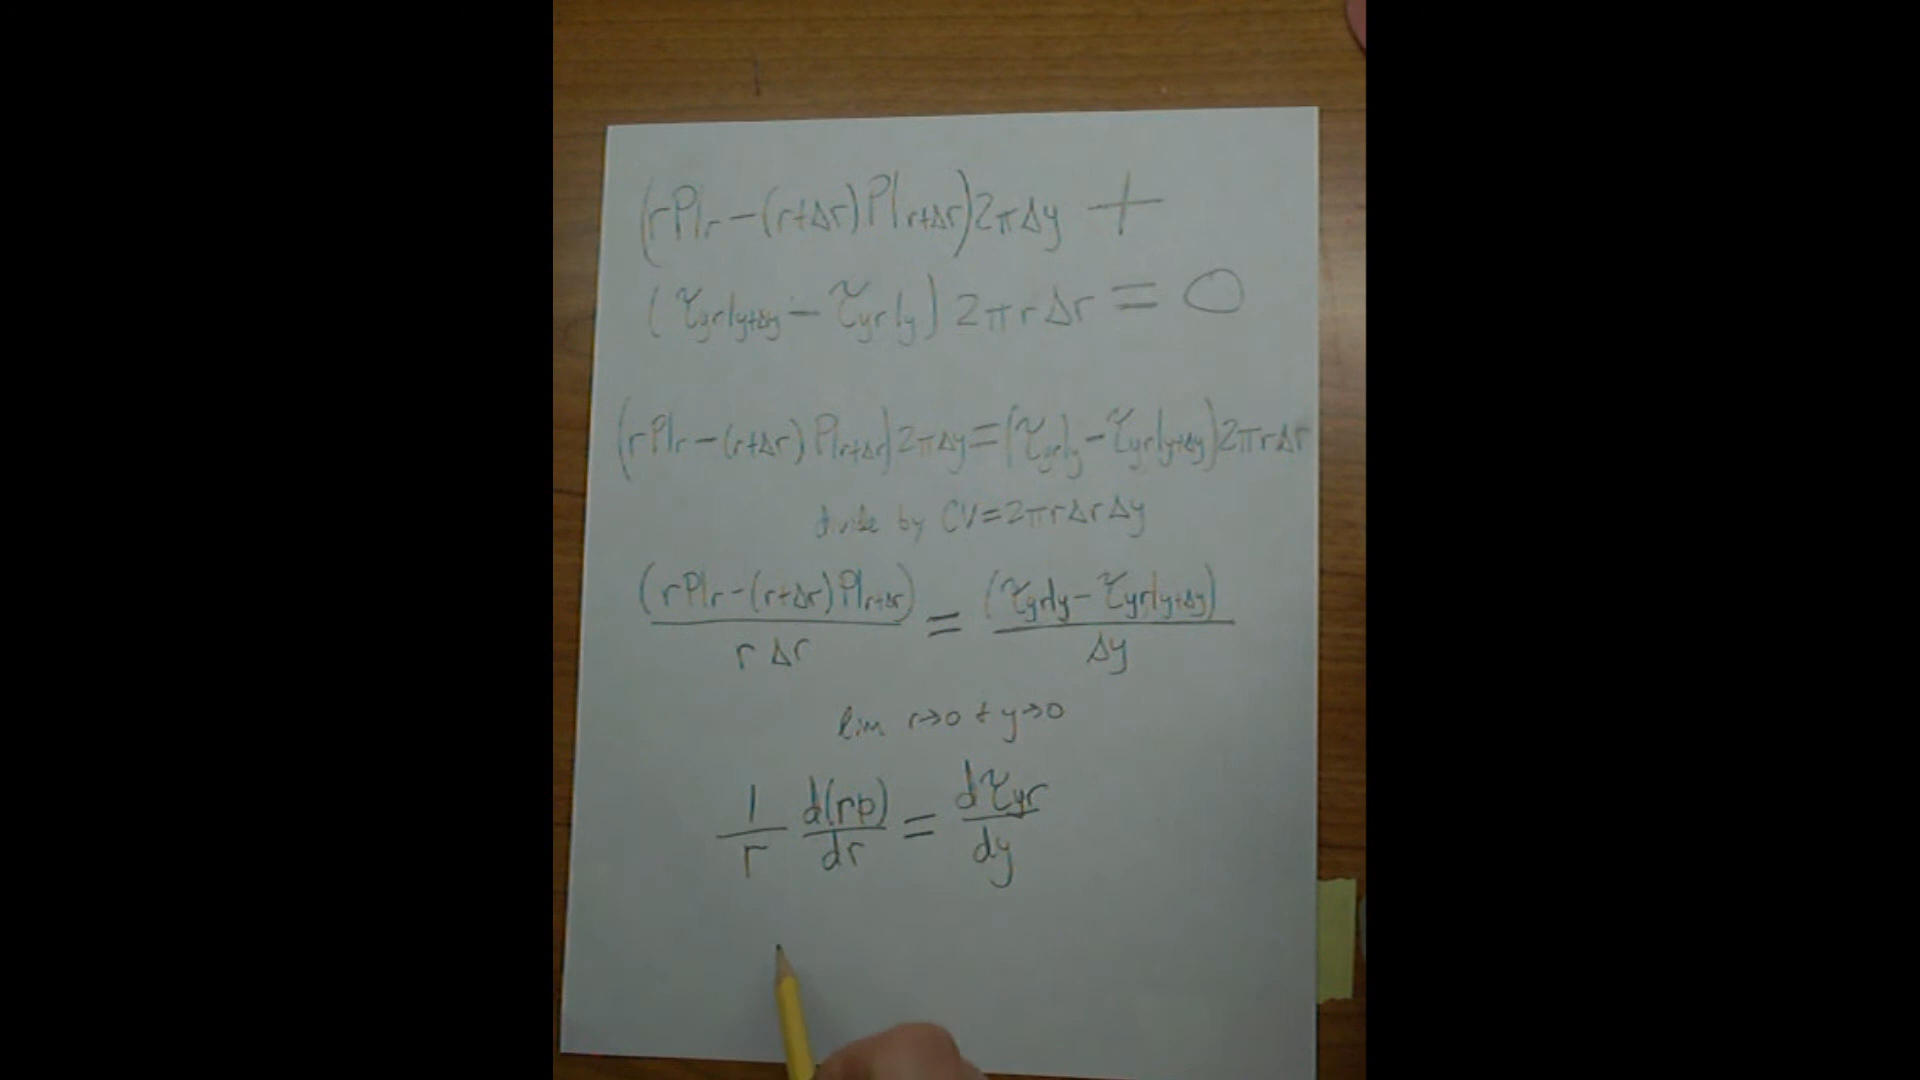 (rP|r − (r+Δr)P|r+Δr)2πΔy +
(τyr|y+Δy − τyr|y) 2πrΔr = 0
(rP|r − (r+Δr)P|r+Δr)2πΔy = (τyr|y − τyr|y+Δy)2πrΔr
divide by CV = 2πrΔrΔy
(rP|r − (r+Δr)P|r+Δr) / rΔr = (τyr|y − τyr|y+Δy) / Δy
lim r→0 + y→0
1/r d(rp)/dr = dτyr/dy